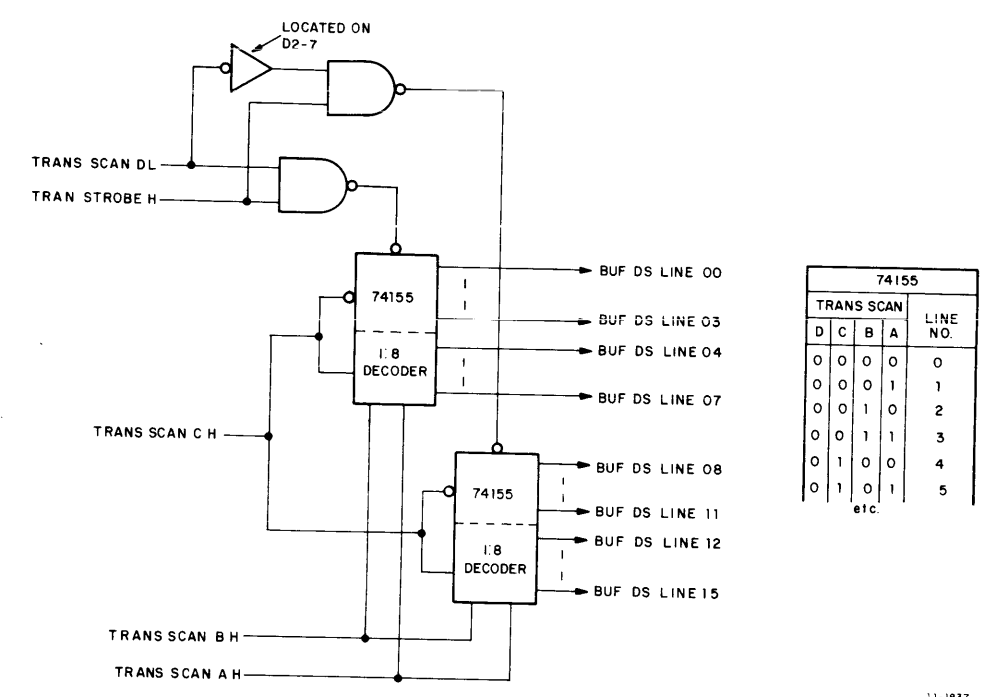 LOCATED ON
D2-7
TRANS SCAN DL
TRAN STROBE H
74155
1:8
DECODER
BUF DS LINE 00
BUF DS LINE 03
BUF DS LINE 04
BUF DS LINE 07
TRANS SCAN C H
74155
1:8
DECODER
BUF DS LINE 08
BUF DS LINE 11
BUF DS LINE 12
BUF DS LINE 15
TRANS SCAN B H
TRANS SCAN A H
74155
TRANS SCAN LINE NO.
D C B A
0 0 0 0 0
0 0 0 1 1
0 0 1 0 2
0 0 1 1 3
0 1 0 0 4
0 1 0 1 5
etc.
11-1837